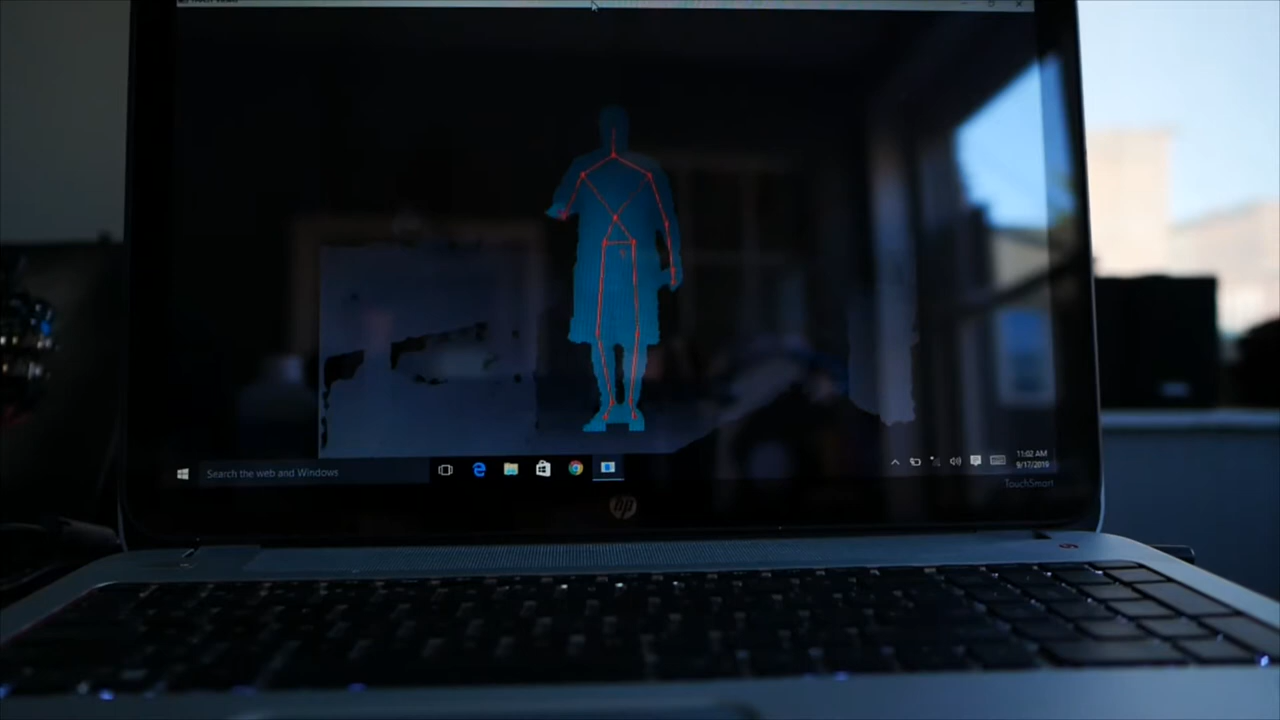 Search the web and Windows
11:02 AM
9/17/2019
TouchSmart
hp